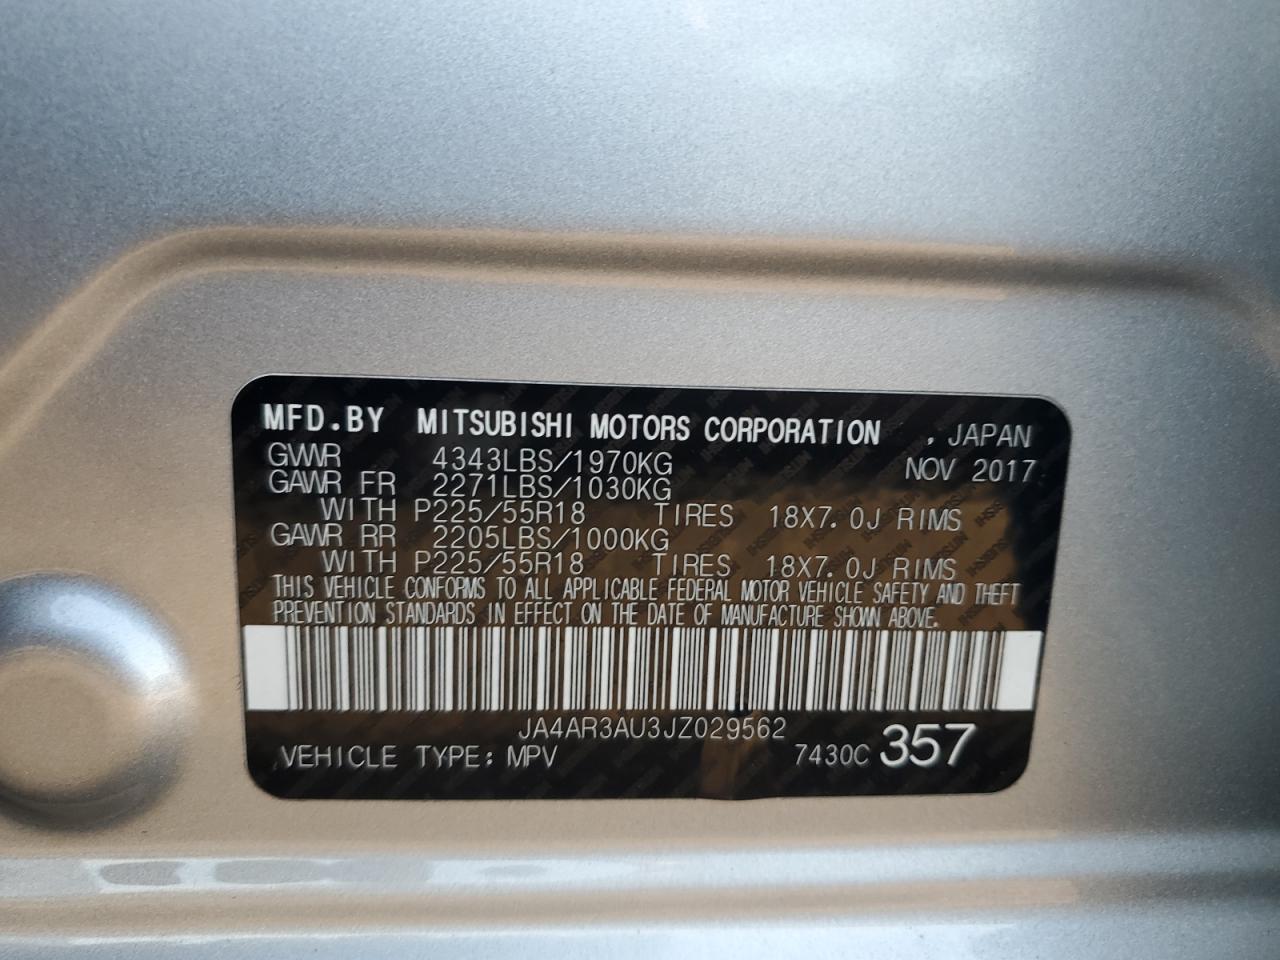 MFD.BY MITSUBISHI MOTORS CORPORATION , JAPAN
GVWR 4343LBS/1970KG NOV 2017
GAWR FR 2271LBS/1030KG
WITH P225/55R18 TIRES 18X7.0J RIMS
GAWR RR 2205LBS/1000KG
WITH P225/55R18 TIRES 18X7.0J RIMS
THIS VEHICLE CONFORMS TO ALL APPLICABLE FEDERAL MOTOR VEHICLE SAFETY AND THEFT
PREVENTION STANDARDS IN EFFECT ON THE DATE OF MANUFACTURE SHOWN ABOVE.
JA4AR3AU3JZ029562
VEHICLE TYPE: MPV 7430C 357